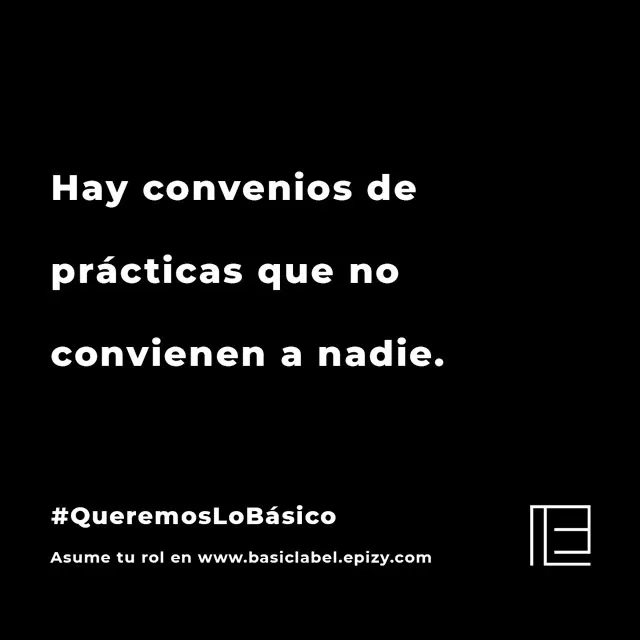 Hay convenios de
prácticas que no
convienen a nadie.
#QueremosLoBásico
Asume tu rol en www.basiclabel.epizy.com